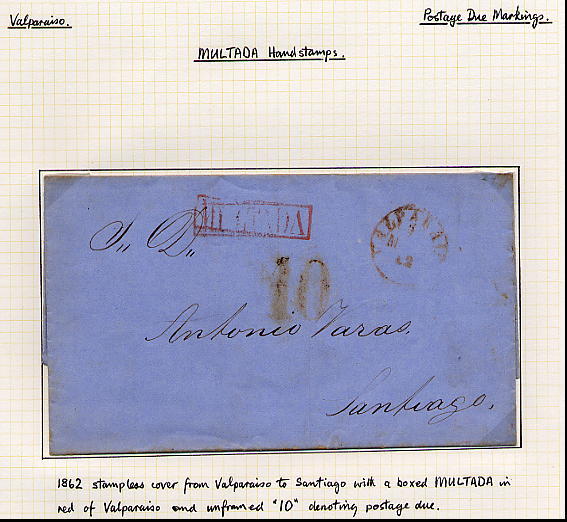 Valparaiso.
Postage Due Markings.
MULTADA Handstamps.
MULTADA
VALPARAI
S,, D,,
10
Antonio Varas.
Santiago.
1862 stampless cover from Valparaiso to Santiago with a boxed MULTADA in
red of Valparaiso and unframed "10" denoting postage due.